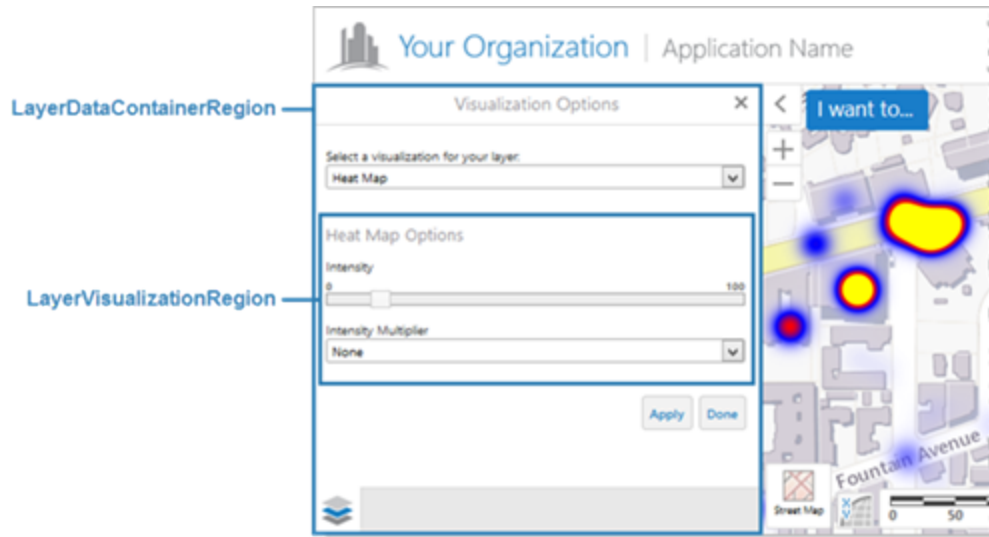 Your Organization | Application Name
LayerDataContainerRegion
Visualization Options
I want to...
Select a visualization for your layer:
Heat Map
Heat Map Options
Intensity
0 100
LayerVisualizationRegion
Intensity Multiplier
None
Apply Done
Fountain Avenue
Street Map
X Y
0 50